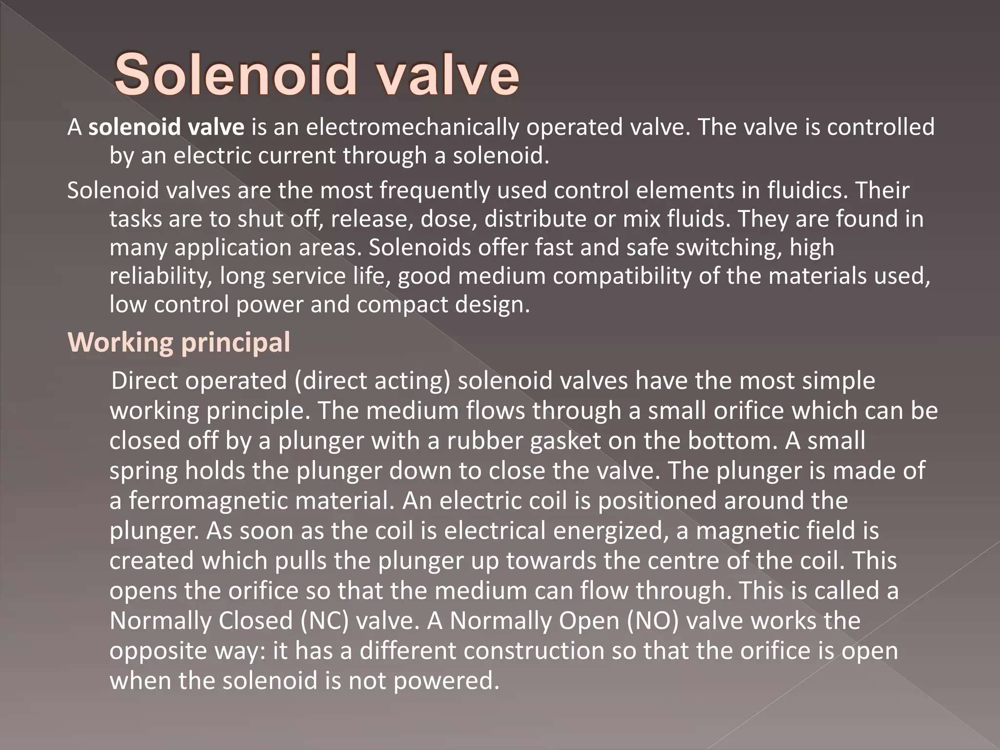 Solenoid valve
A solenoid valve is an electromechanically operated valve. The valve is controlled
by an electric current through a solenoid.
Solenoid valves are the most frequently used control elements in fluidics. Their
tasks are to shut off, release, dose, distribute or mix fluids. They are found in
many application areas. Solenoids offer fast and safe switching, high
reliability, long service life, good medium compatibility of the materials used,
low control power and compact design.
Working principal
Direct operated (direct acting) solenoid valves have the most simple
working principle. The medium flows through a small orifice which can be
closed off by a plunger with a rubber gasket on the bottom. A small
spring holds the plunger down to close the valve. The plunger is made of
a ferromagnetic material. An electric coil is positioned around the
plunger. As soon as the coil is electrical energized, a magnetic field is
created which pulls the plunger up towards the centre of the coil. This
opens the orifice so that the medium can flow through. This is called a
Normally Closed (NC) valve. A Normally Open (NO) valve works the
opposite way: it has a different construction so that the orifice is open
when the solenoid is not powered.